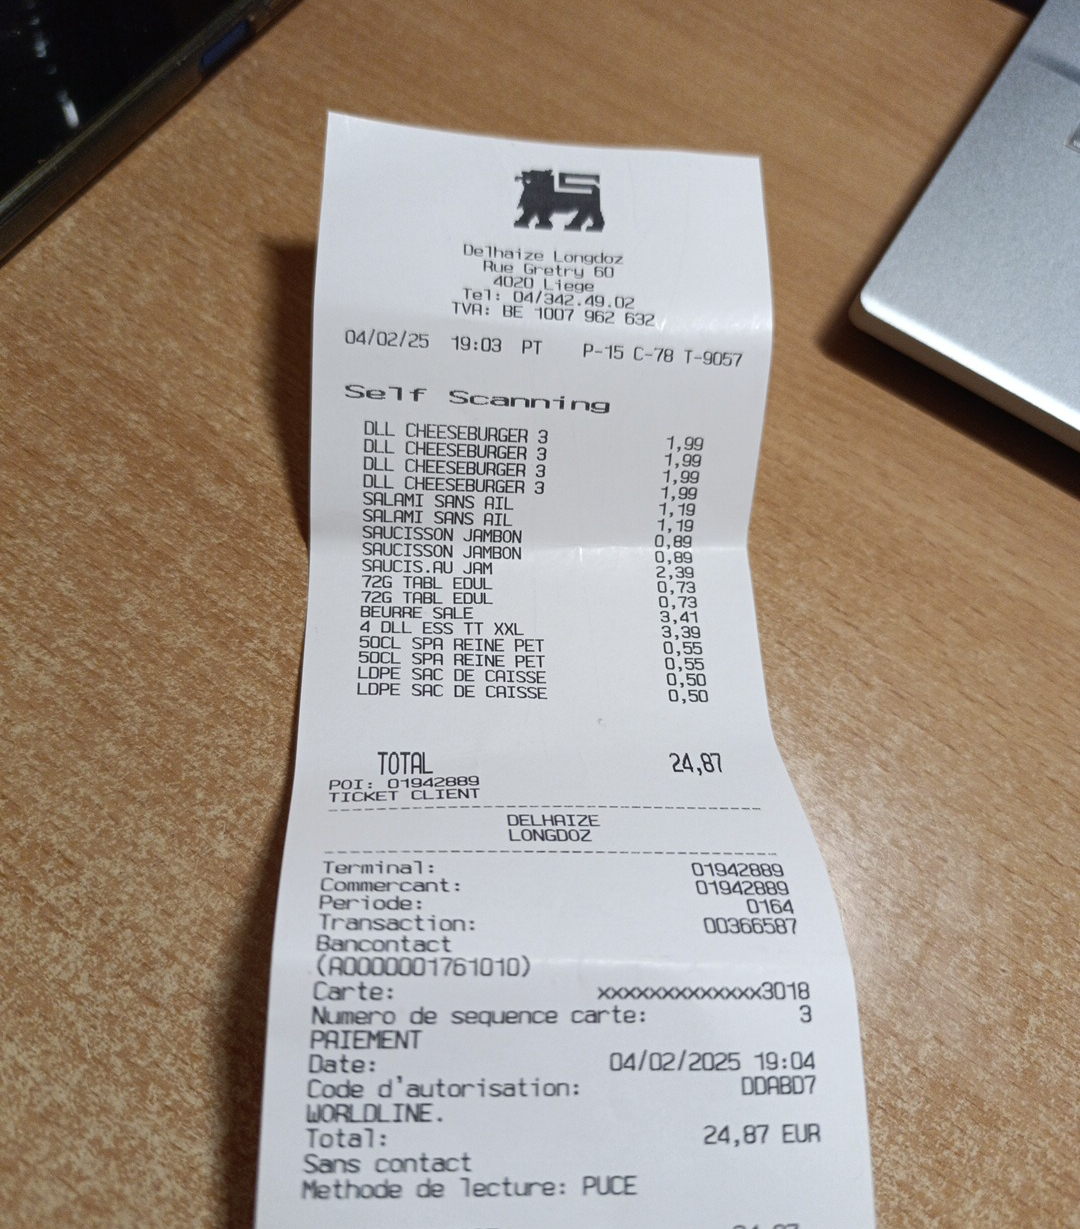 Delhaize Longdoz
Rue Gretry 60
4020 Liege
Tel: 04/342.49.02
TVA: BE 1007 962 632
04/02/25 19:03 PT P-15 C-78 T-9057
Self Scanning
DLL CHEESEBURGER 3 1,99
DLL CHEESEBURGER 3 1,99
DLL CHEESEBURGER 3 1,99
DLL CHEESEBURGER 3 1,99
SALAMI SANS AIL 1,19
SALAMI SANS AIL 1,19
SAUCISSON JAMBON 0,89
SAUCISSON JAMBON 0,89
SAUCIS.AU JAM 2,39
72G TABL EDUL 0,73
72G TABL EDUL 0,73
BEURRE SALE 3,41
4 DLL ESS TT XXL 3,39
50CL SPA REINE PET 0,55
50CL SPA REINE PET 0,55
LDPE SAC DE CAISSE 0,50
LDPE SAC DE CAISSE 0,50
TOTAL 24,87
POI: 01942889
TICKET CLIENT
DELHAIZE
LONGDOZ
Terminal: 01942889
Commercant: 01942889
Periode: 0164
Transaction: 00366587
Bancontact
(A0000001761010)
Carte: xxxxxxxxxxxxx3018
Numero de sequence carte: 3
PAIEMENT
Date: 04/02/2025 19:04
Code d'autorisation: DDABD7
WORLDLINE.
Total: 24,87 EUR
Sans contact
Methode de lecture: PUCE